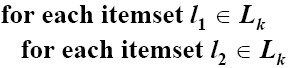 for each itemset l₁ ∈ Lₖ
for each itemset l₂ ∈ Lₖ